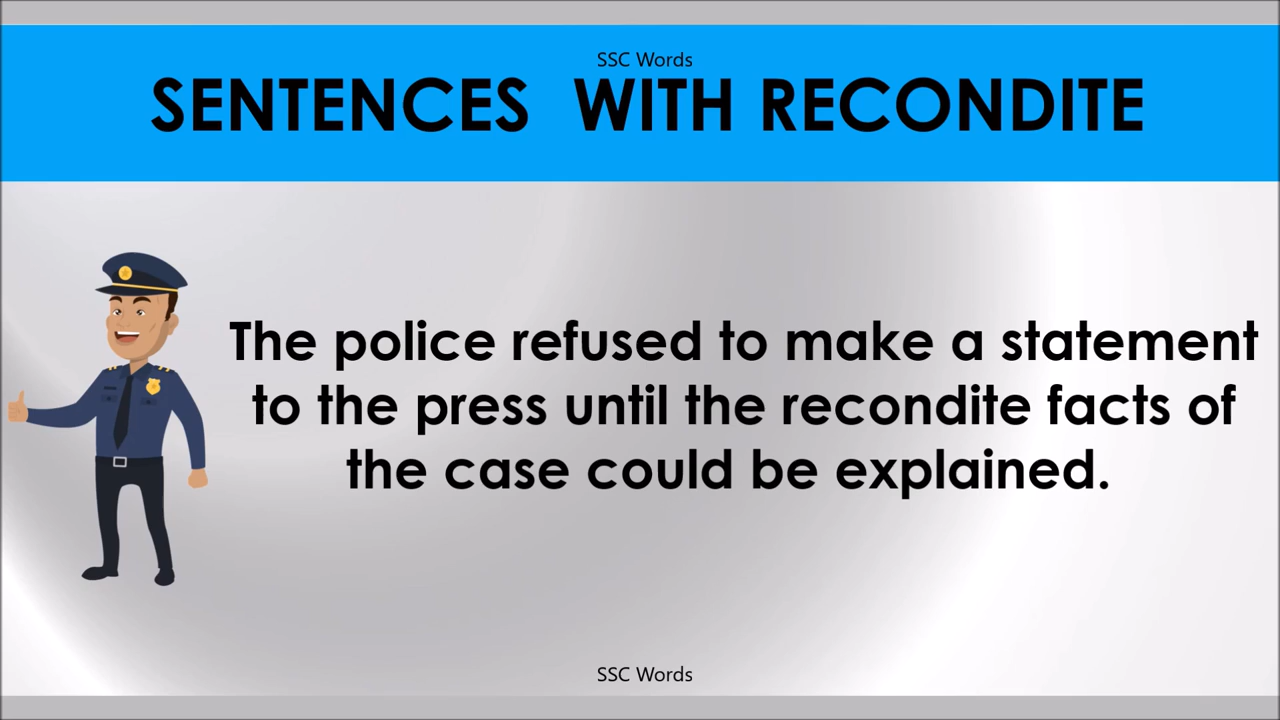 SSC Words
SENTENCES WITH RECONDITE
The police refused to make a statement
to the press until the recondite facts of
the case could be explained.
SSC Words